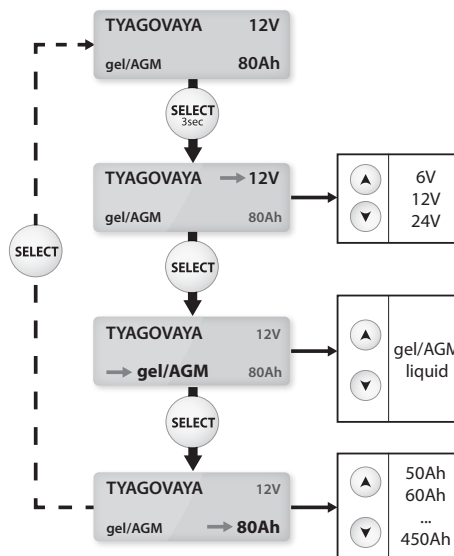 TYAGOVAYA 12V
gel/AGM 80Ah
SELECT
3sec
TYAGOVAYA 12V
gel/AGM 80Ah
6V
12V
24V
SELECT
SELECT
TYAGOVAYA 12V
gel/AGM 80Ah
gel/AGM
liquid
SELECT
TYAGOVAYA 12V
gel/AGM 80Ah
50Ah
60Ah
...
450Ah